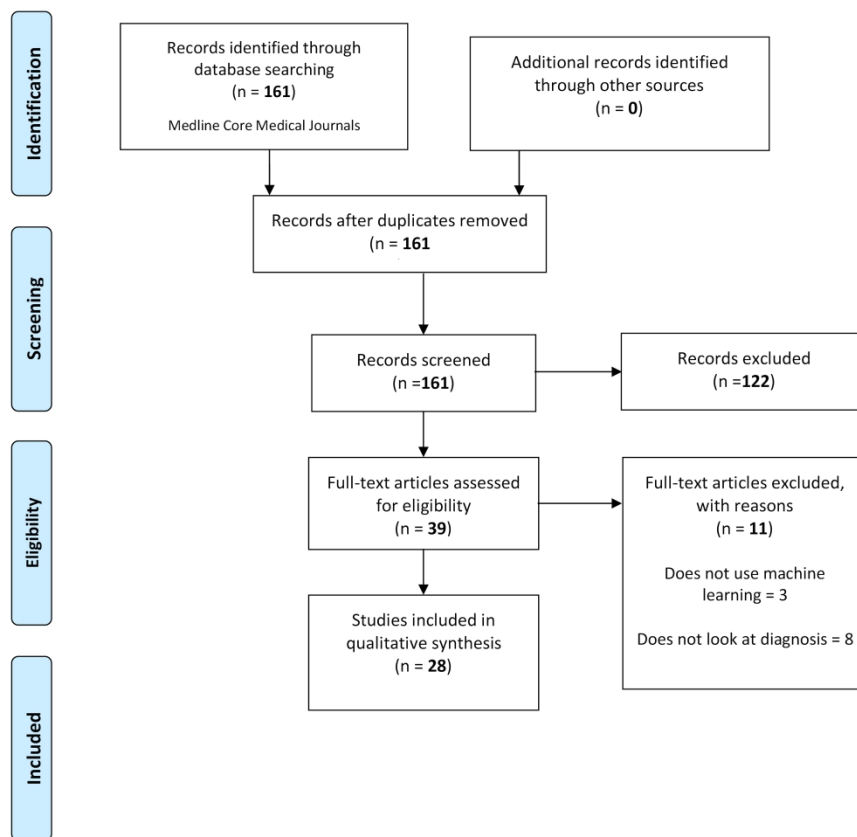 Identification
Records identified through
database searching
(n = 161)
Medline Core Medical Journals
Additional records identified
through other sources
(n = 0)
Records after duplicates removed
(n = 161
Screening
Records screened
(n =161)
Records excluded
(n =122)
Eligibility
Full-text articles assessed
for eligibility
(n = 39)
Full-text articles excluded,
with reasons
(n = 11)
Does not use machine
learning = 3
Does not look at diagnosis = 8
Studies included in
qualitative synthesis
(n = 28)
Included